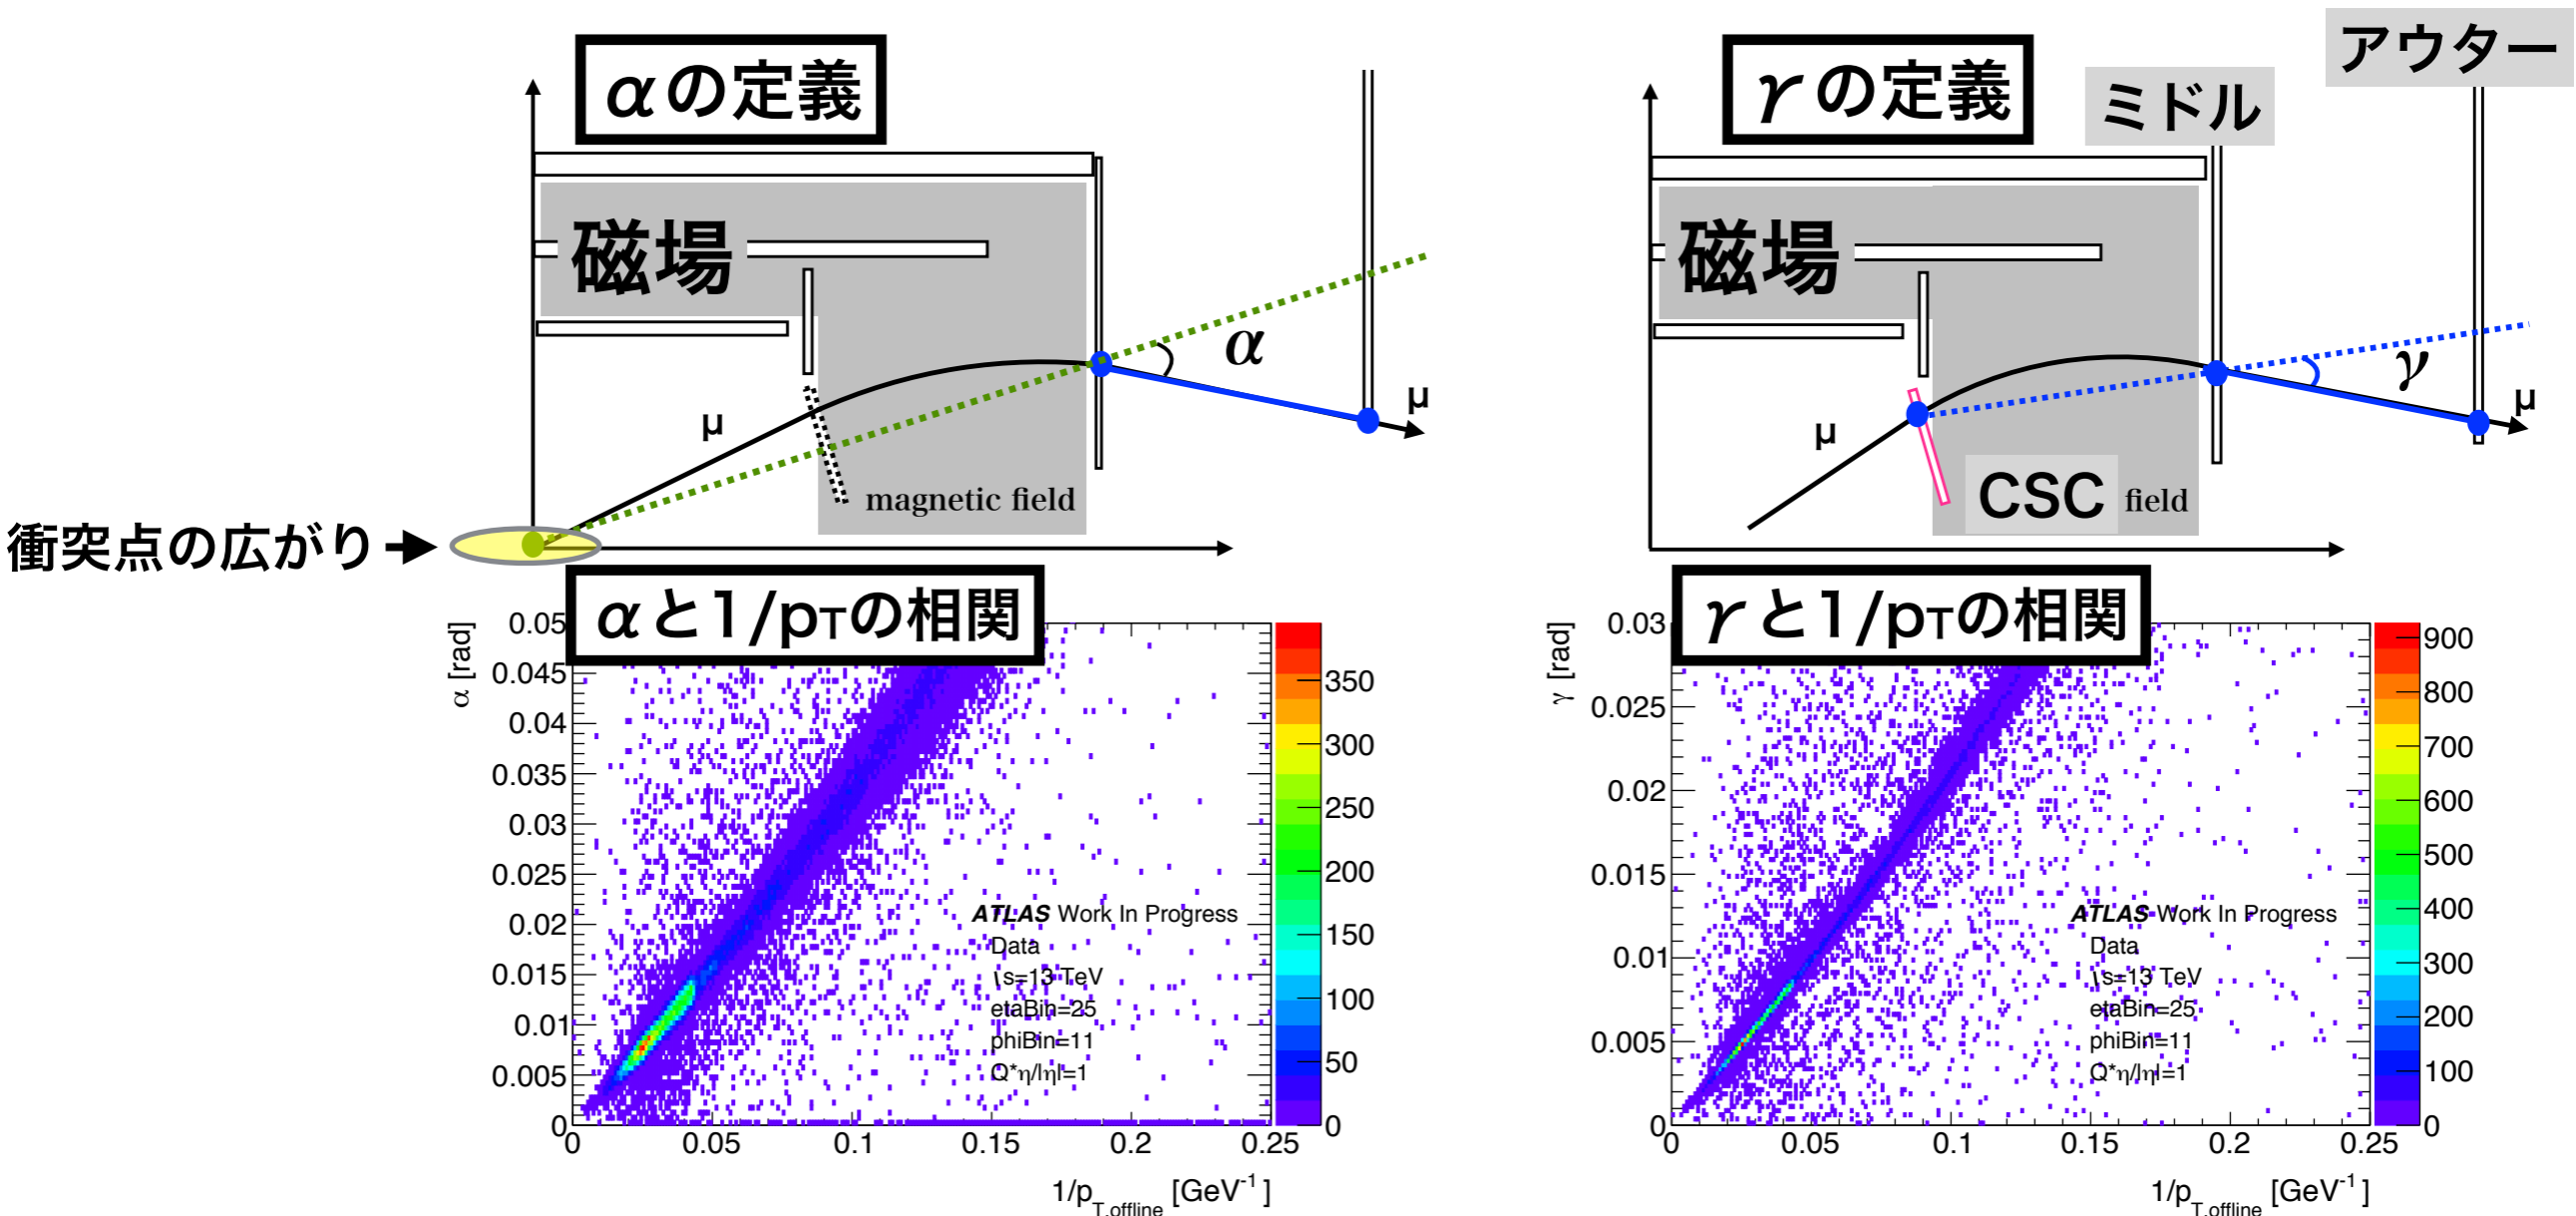 αの定義
磁場
α
μ
μ
magnetic field
衝突点の広がり
γの定義
ミドル
アウター
磁場
γ
μ
μ
CSC field
αと1/pTの相関
α [rad]
0.05
0.045
0.04
0.035
0.03
0.025
0.02
0.015
0.01
0.005
0
0 0.05 0.1 0.15 0.2 0.25
1/pT,offline [GeV-1]
ATLAS Work In Progress
Data
√s=13 TeV
etaBin=25
phiBin=11
Q*η/|η|=1
350
300
250
200
150
100
50
0
γと1/pTの相関
γ [rad]
0.03
0.025
0.02
0.015
0.01
0.005
0
0 0.05 0.1 0.15 0.2 0.25
1/pT,offline [GeV-1]
ATLAS Work In Progress
Data
√s=13 TeV
etaBin=25
phiBin=11
Q*η/|η|=1
900
800
700
600
500
400
300
200
100
0